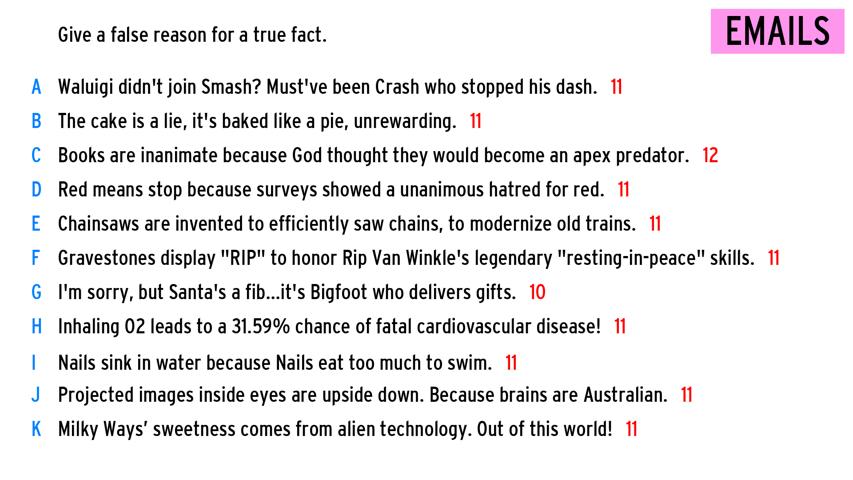 Give a false reason for a true fact.
EMAILS
A Waluigi didn't join Smash? Must've been Crash who stopped his dash. 11
B The cake is a lie, it's baked like a pie, unrewarding. 11
C Books are inanimate because God thought they would become an apex predator. 12
D Red means stop because surveys showed a unanimous hatred for red. 11
E Chainsaws are invented to efficiently saw chains, to modernize old trains. 11
F Gravestones display "RIP" to honor Rip Van Winkle's legendary "resting-in-peace" skills. 11
G I'm sorry, but Santa's a fib...it's Bigfoot who delivers gifts. 10
H Inhaling O2 leads to a 31.59% chance of fatal cardiovascular disease! 11
I Nails sink in water because Nails eat too much to swim. 11
J Projected images inside eyes are upside down. Because brains are Australian. 11
K Milky Ways’ sweetness comes from alien technology. Out of this world! 11